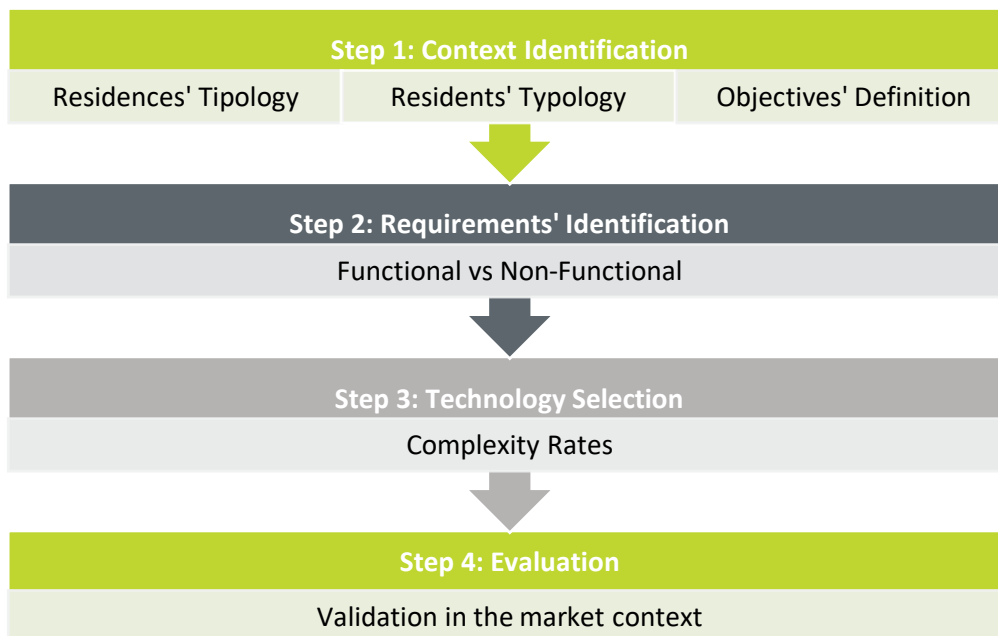 Step 1: Context Identification
Residences' Tipology
Residents' Typology
Objectives' Definition
Step 2: Requirements' Identification
Functional vs Non-Functional
Step 3: Technology Selection
Complexity Rates
Step 4: Evaluation
Validation in the market context